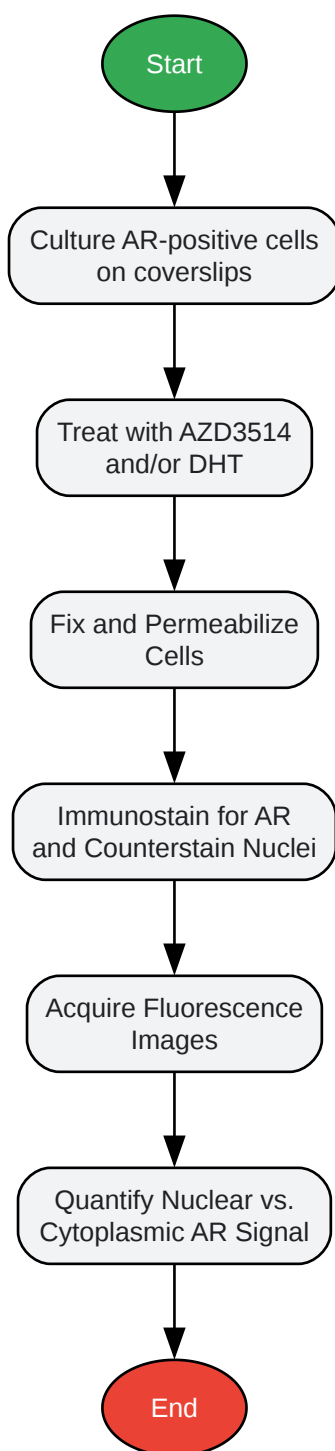 Start
Culture AR-positive cells
on coverslips
Treat with AZD3514
and/or DHT
Fix and Permeabilize
Cells
Immunostain for AR
and Counterstain Nuclei
Acquire Fluorescence
Images
Quantify Nuclear vs.
Cytoplasmic AR Signal
End